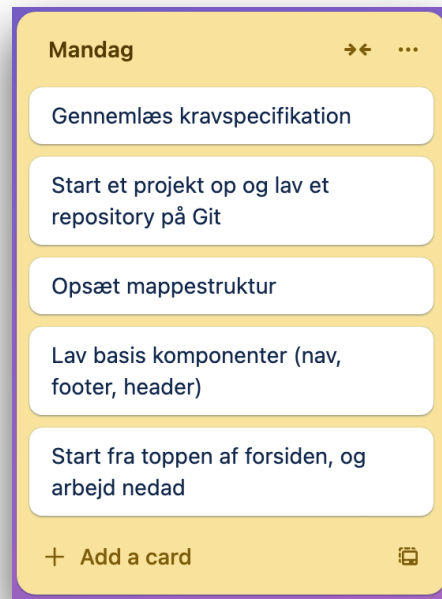 Mandag
Gennemlæs kravspecifikation
Start et projekt op og lav et
repository på Git
Opsæt mappestruktur
Lav basis komponenter (nav,
footer, header)
Start fra toppen af forsiden, og
arbejd nedad
+ Add a card